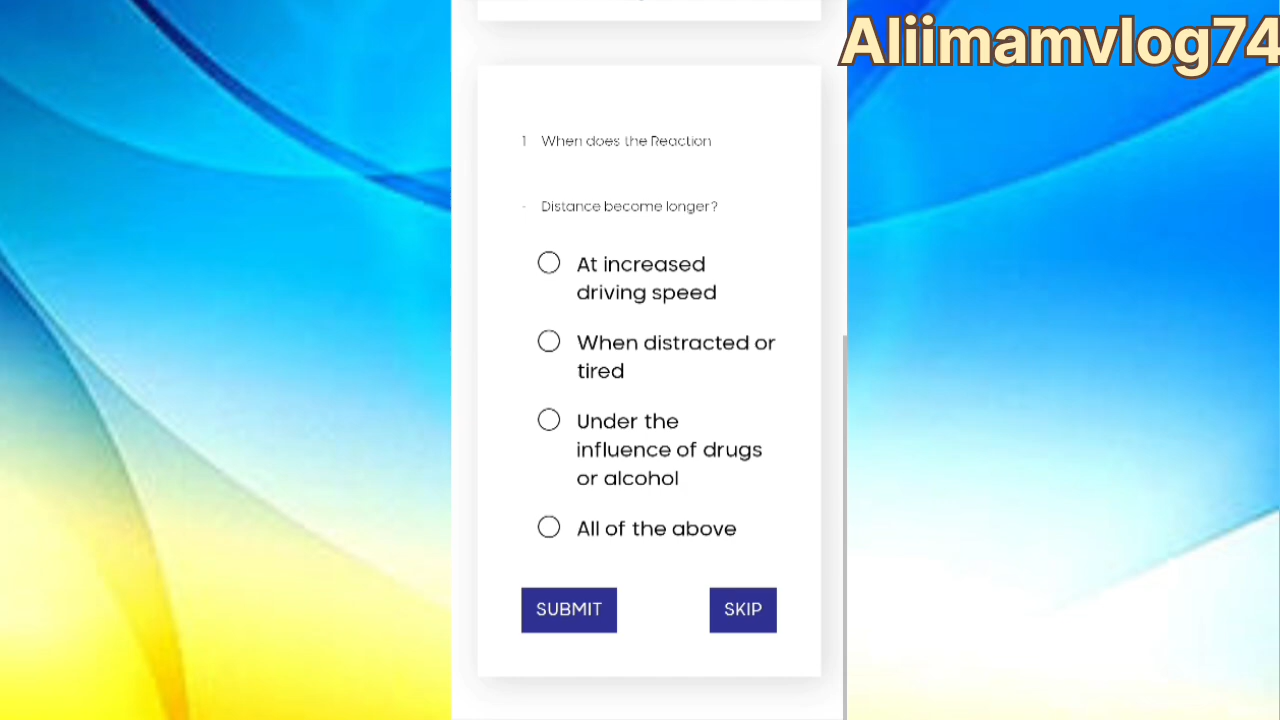 Aliimamvlog74
1 When does the Reaction
- Distance become longer?
At increased
driving speed
When distracted or
tired
Under the
influence of drugs
or alcohol
All of the above
SUBMIT SKIP